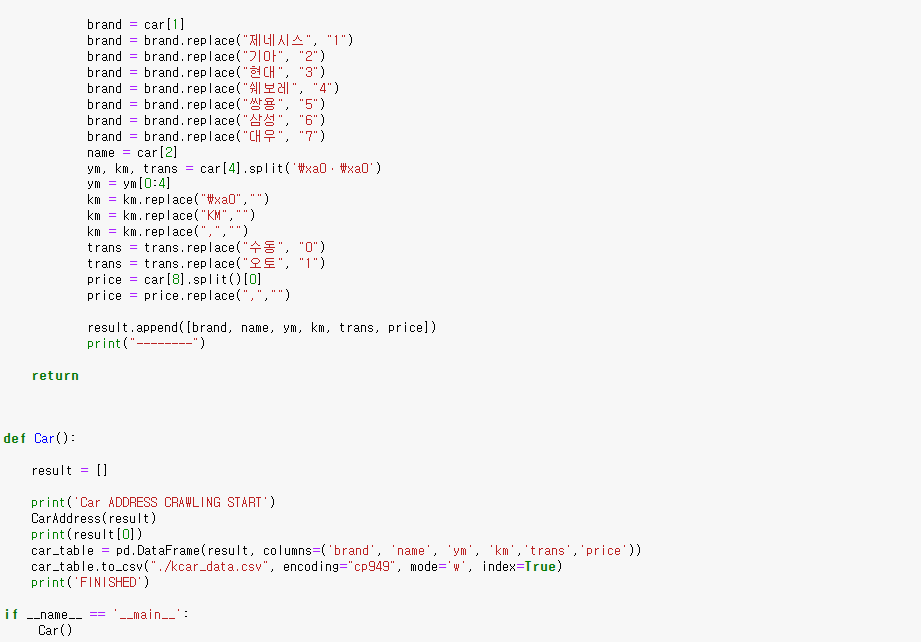 brand = car[1]
brand = brand.replace("제네시스", "1")
brand = brand.replace("기아", "2")
brand = brand.replace("현대", "3")
brand = brand.replace("쉐보레", "4")
brand = brand.replace("쌍용", "5")
brand = brand.replace("삼성", "6")
brand = brand.replace("대우", "7")
name = car[2]
ym, km, trans = car[4].split('₩xa0·₩xa0')
ym = ym[0:4]
km = km.replace("₩xa0","")
km = km.replace("KM","")
km = km.replace(",","")
trans = trans.replace("수동", "0")
trans = trans.replace("오토", "1")
price = car[8].split()[0]
price = price.replace(",","")
result.append([brand, name, ym, km, trans, price])
print("--------")
return
def Car():
result = []
print('Car ADDRESS CRAWLING START')
CarAddress(result)
print(result[0])
car_table = pd.DataFrame(result, columns=('brand', 'name', 'ym', 'km','trans','price'))
car_table.to_csv("./kcar_data.csv", encoding="cp949", mode='w', index=True)
print('FINISHED')
if __name__ == '__main__':
Car()